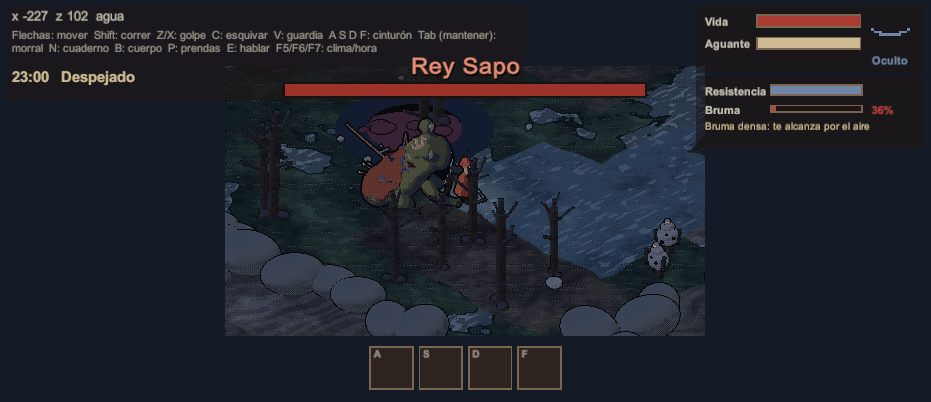 x -227 z 102 agua
Flechas: mover Shift: correr Z/X: golpe C: esquivar V: guardia A S D F: cinturón Tab (mantener):
morral N: cuaderno B: cuerpo P: prendas E: hablar F5/F6/F7: clima/hora
23:00 Despejado
Rey Sapo
Vida
Aguante
Oculto
Resistencia
Bruma 36%
Bruma densa: te alcanza por el aire
A S D F